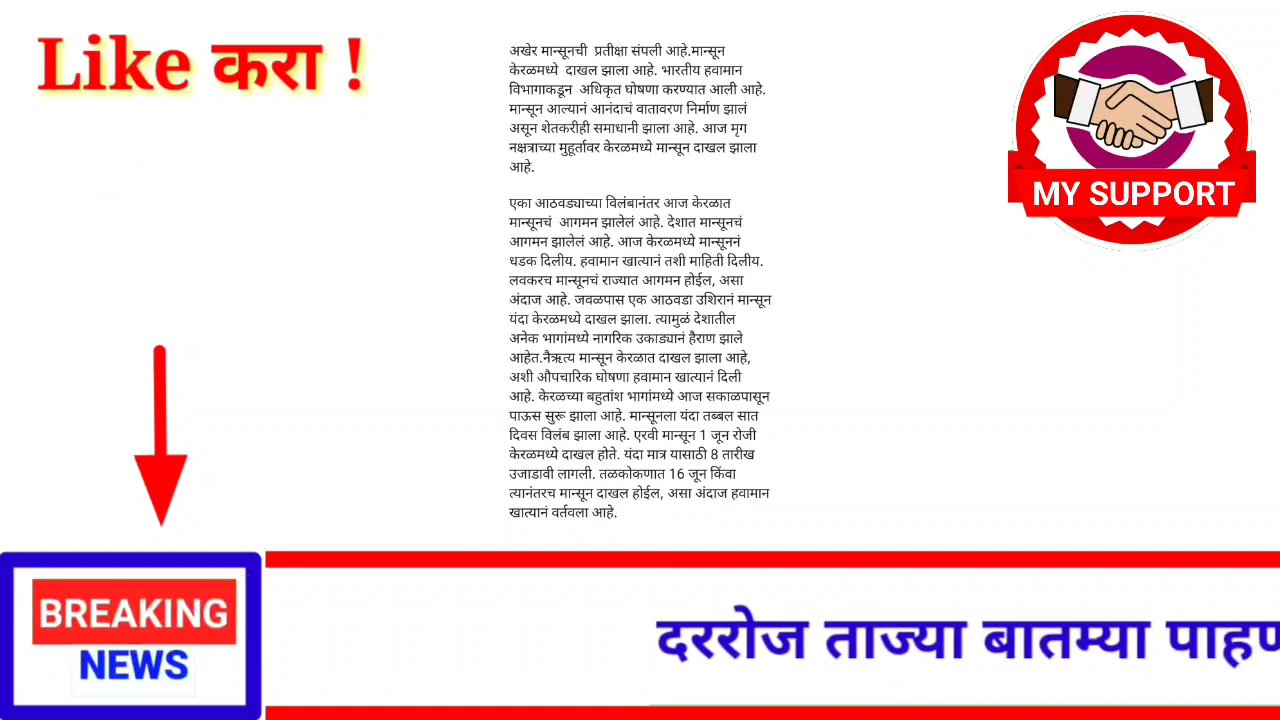 Like करा !
अखेर मान्सूनची प्रतीक्षा संपली आहे.मान्सून
केरळमध्ये दाखल झाला आहे. भारतीय हवामान
विभागाकडून अधिकृत घोषणा करण्यात आली आहे.
मान्सून आल्यानं आनंदाचं वातावरण निर्माण झालं
असून शेतकरीही समाधानी झाला आहे. आज मृग
नक्षत्राच्या मुहूर्तावर केरळमध्ये मान्सून दाखल झाला
आहे.
एका आठवड्याच्या विलंबानंतर आज केरळात
मान्सूनचं आगमन झालेलं आहे. देशात मान्सूनचं
आगमन झालेलं आहे. आज केरळमध्ये मान्सूननं
धडक दिलीय. हवामान खात्यानं तशी माहिती दिलीय.
लवकरच मान्सूनचं राज्यात आगमन होईल, असा
अंदाज आहे. जवळपास एक आठवडा उशिरानं मान्सून
यंदा केरळमध्ये दाखल झाला. त्यामुळं देशातील
अनेक भागांमध्ये नागरिक उकाड्यानं हैराण झाले
आहेत.नैऋत्य मान्सून केरळात दाखल झाला आहे,
अशी औपचारिक घोषणा हवामान खात्यानं दिली
आहे. केरळच्या बहुतांश भागांमध्ये आज सकाळपासून
पाऊस सुरू झाला आहे. मान्सूनला यंदा तब्बल सात
दिवस विलंब झाला आहे. एरवी मान्सून 1 जून रोजी
केरळमध्ये दाखल होते. यंदा मात्र यासाठी 8 तारीख
उजाडावी लागली. तळकोकणात 16 जून किंवा
त्यानंतरच मान्सून दाखल होईल, असा अंदाज हवामान
खात्यानं वर्तवला आहे.
MY SUPPORT
BREAKING
NEWS
दररोज ताज्या बातम्या पाहण